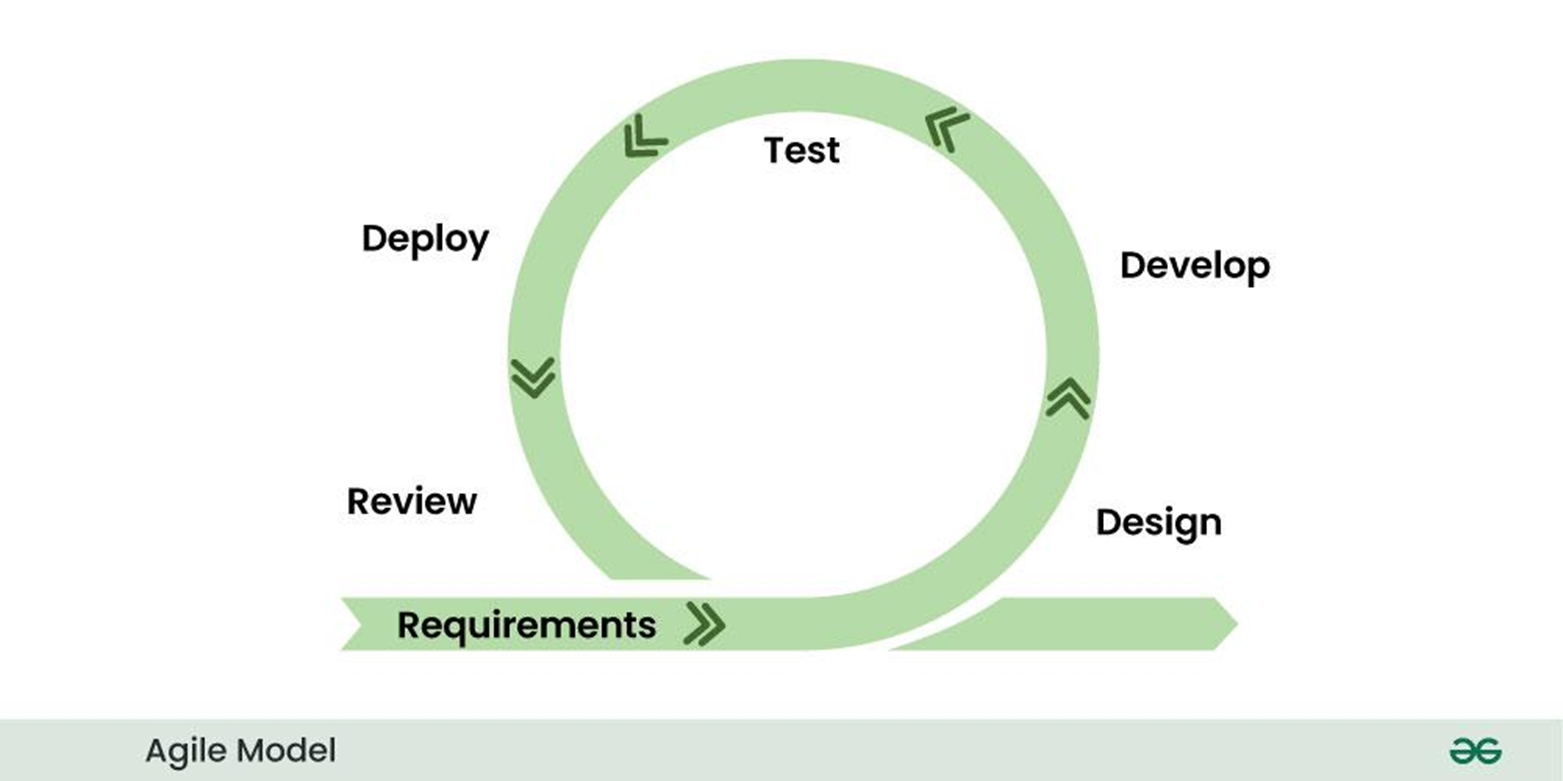 Test
Deploy
Develop
Review
Design
Requirements
Agile Model